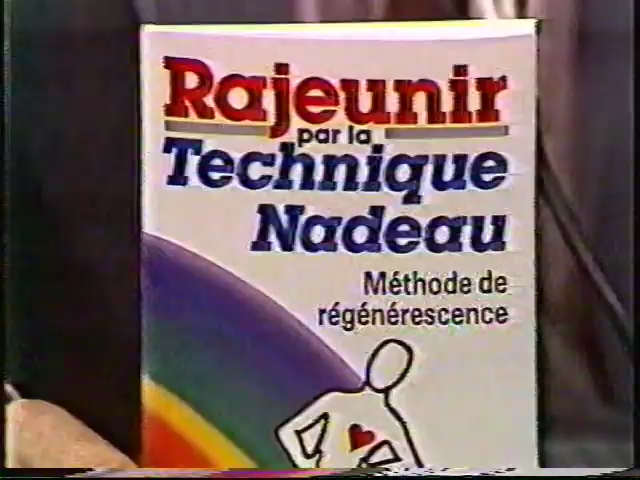 Rajeunir
par la
Technique
Nadeau
Méthode de
régénérescence